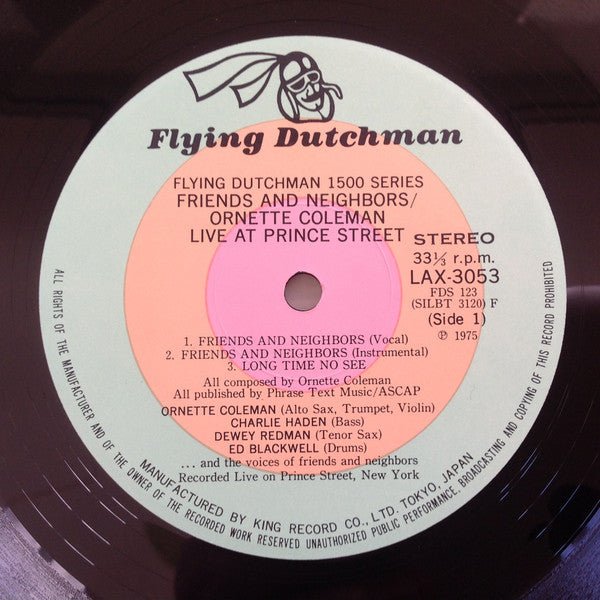 Flying Dutchman
FLYING DUTCHMAN 1500 SERIES
FRIENDS AND NEIGHBORS/
ORNETTE COLEMAN
LIVE AT PRINCE STREET
STEREO
33⅓ r.p.m.
LAX-3053
FDS 123
(SILBT 3120) F
(Side 1)
℗ 1975
1. FRIENDS AND NEIGHBORS (Vocal)
2. FRIENDS AND NEIGHBORS (Instrumental)
3. LONG TIME NO SEE
All composed by Ornette Coleman
All published by Phrase Text Music/ASCAP
ORNETTE COLEMAN (Alto Sax, Trumpet, Violin)
CHARLIE HADEN (Bass)
DEWEY REDMAN (Tenor Sax)
ED BLACKWELL (Drums)
. . . and the voices of friends and neighbors
Recorded Live on Prince Street, New York
MANUFACTURED BY KING RECORD CO., LTD. TOKYO, JAPAN
ALL RIGHTS OF THE MANUFACTURER AND OF THE OWNER OF THE RECORDED WORK RESERVED UNAUTHORIZED PUBLIC PERFORMANCE, BROADCASTING AND COPYING OF THIS RECORD PROHIBITED